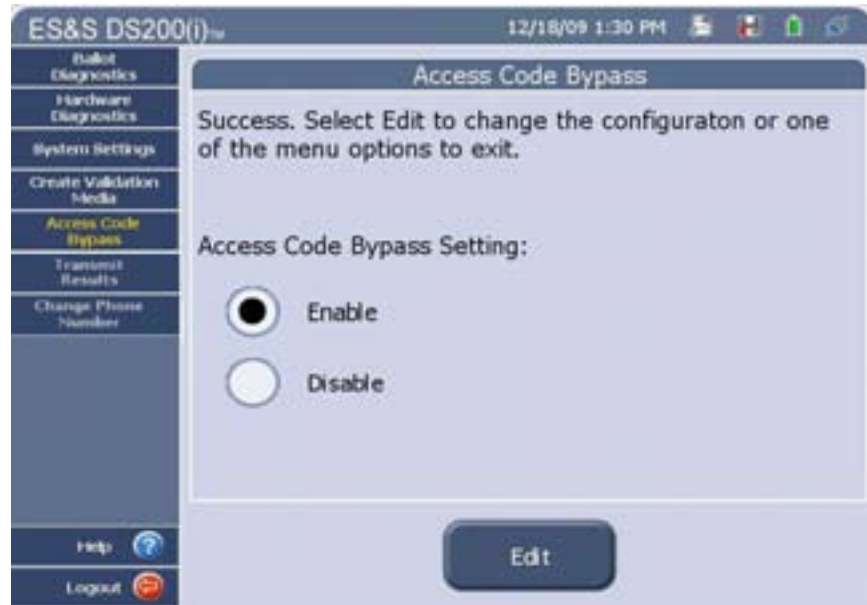 ES&S DS200(i)™
12/18/09 1:30 PM
Ballot
Diagnostics
Hardware
Diagnostics
System Settings
Create Validation
Media
Access Code
Bypass
Transmit
Results
Change Phone
Number
Help ?
Logout
Access Code Bypass
Success. Select Edit to change the configuraton or one
of the menu options to exit.
Access Code Bypass Setting:
Enable
Disable
Edit